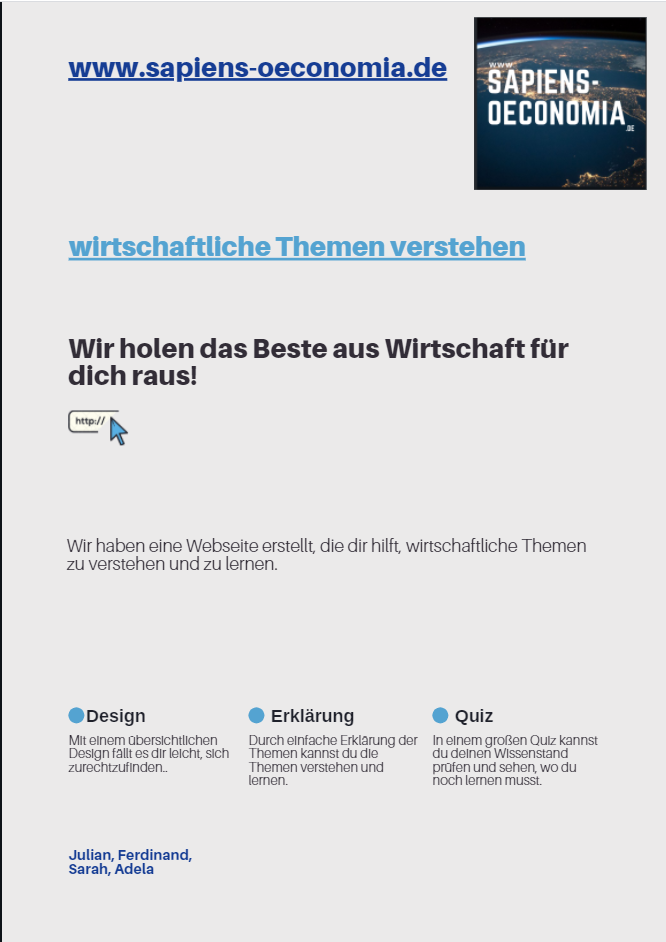 www.sapiens-oeconomia.de
WWW
SAPIENS-
OECONOMIA
.DE
wirtschaftliche Themen verstehen
Wir holen das Beste aus Wirtschaft für
dich raus!
http://
Wir haben eine Webseite erstellt, die dir hilft, wirtschaftliche Themen
zu verstehen und zu lernen.
Design
Mit einem übersichtlichen
Design fällt es dir leicht, sich
zurechtzufinden..
Erklärung
Durch einfache Erklärung der
Themen kannst du die
Themen verstehen und
lernen.
Quiz
In einem großen Quiz kannst
du deinen Wissenstand
prüfen und sehen, wo du
noch lernen musst.
Julian, Ferdinand,
Sarah, Adela